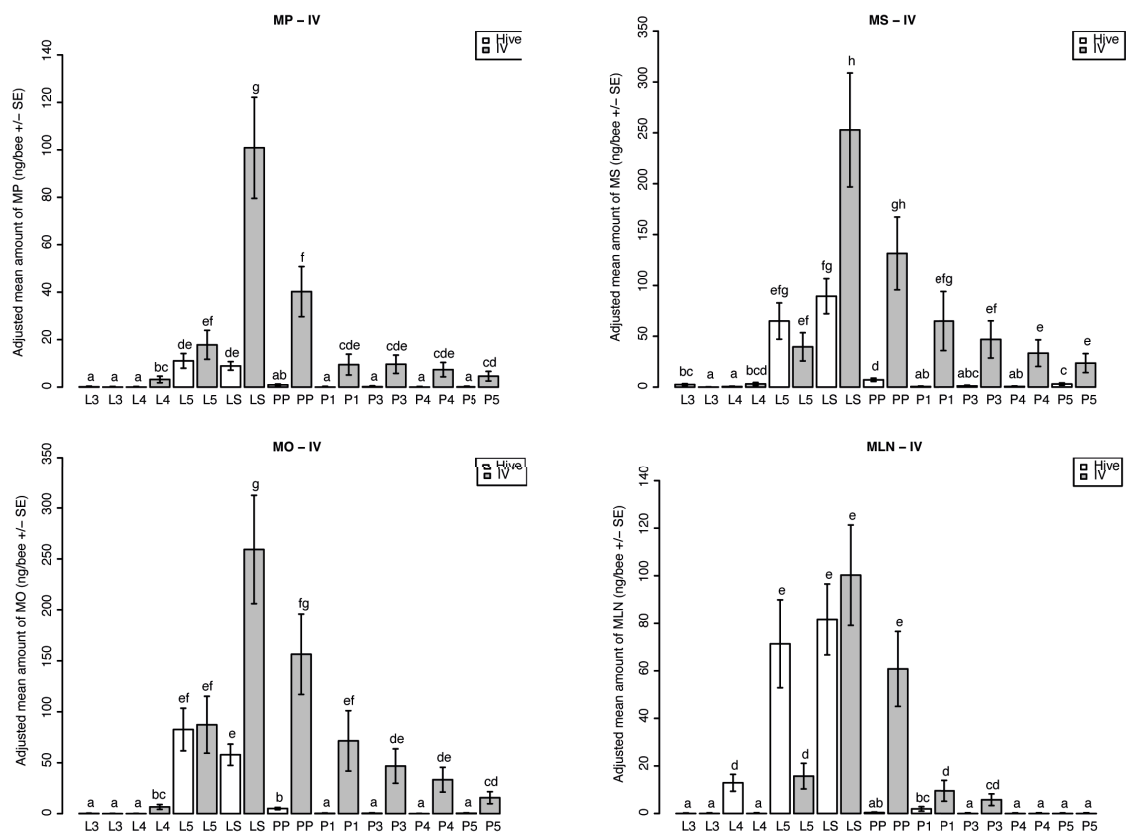 MP – IV
Hive
IV
Adjusted mean amount of MP (ng/bee +/− SE)
140
120
100
80
60
40
20
0
a a a bc de ef de g ab f a cde a cde a cde a cd
L3 L3 L4 L4 L5 L5 LS LS PP PP P1 P1 P3 P3 P4 P4 P5 P5
MS – IV
Hive
IV
Adjusted mean amount of MS (ng/bee +/− SE)
350
300
250
200
150
100
50
0
bc a a bcd efg ef fg h d gh ab efg abc ef ab e c e
L3 L3 L4 L4 L5 L5 LS LS PP PP P1 P1 P3 P3 P4 P4 P5 P5
MO – IV
Hive
IV
Adjusted mean amount of MO (ng/bee +/− SE)
350
300
250
200
150
100
50
0
a a a bc ef ef e g b fg a ef a de a de a cd
L3 L3 L4 L4 L5 L5 LS LS PP PP P1 P1 P3 P3 P4 P4 P5 P5
MLN – IV
Hive
IV
Adjusted mean amount of MLN (ng/bee +/− SE)
140
120
100
80
60
40
20
0
a a d a e d e e ab e bc d a cd a a a a
L3 L3 L4 L4 L5 L5 LS LS PP PP P1 P1 P3 P3 P4 P4 P5 P5